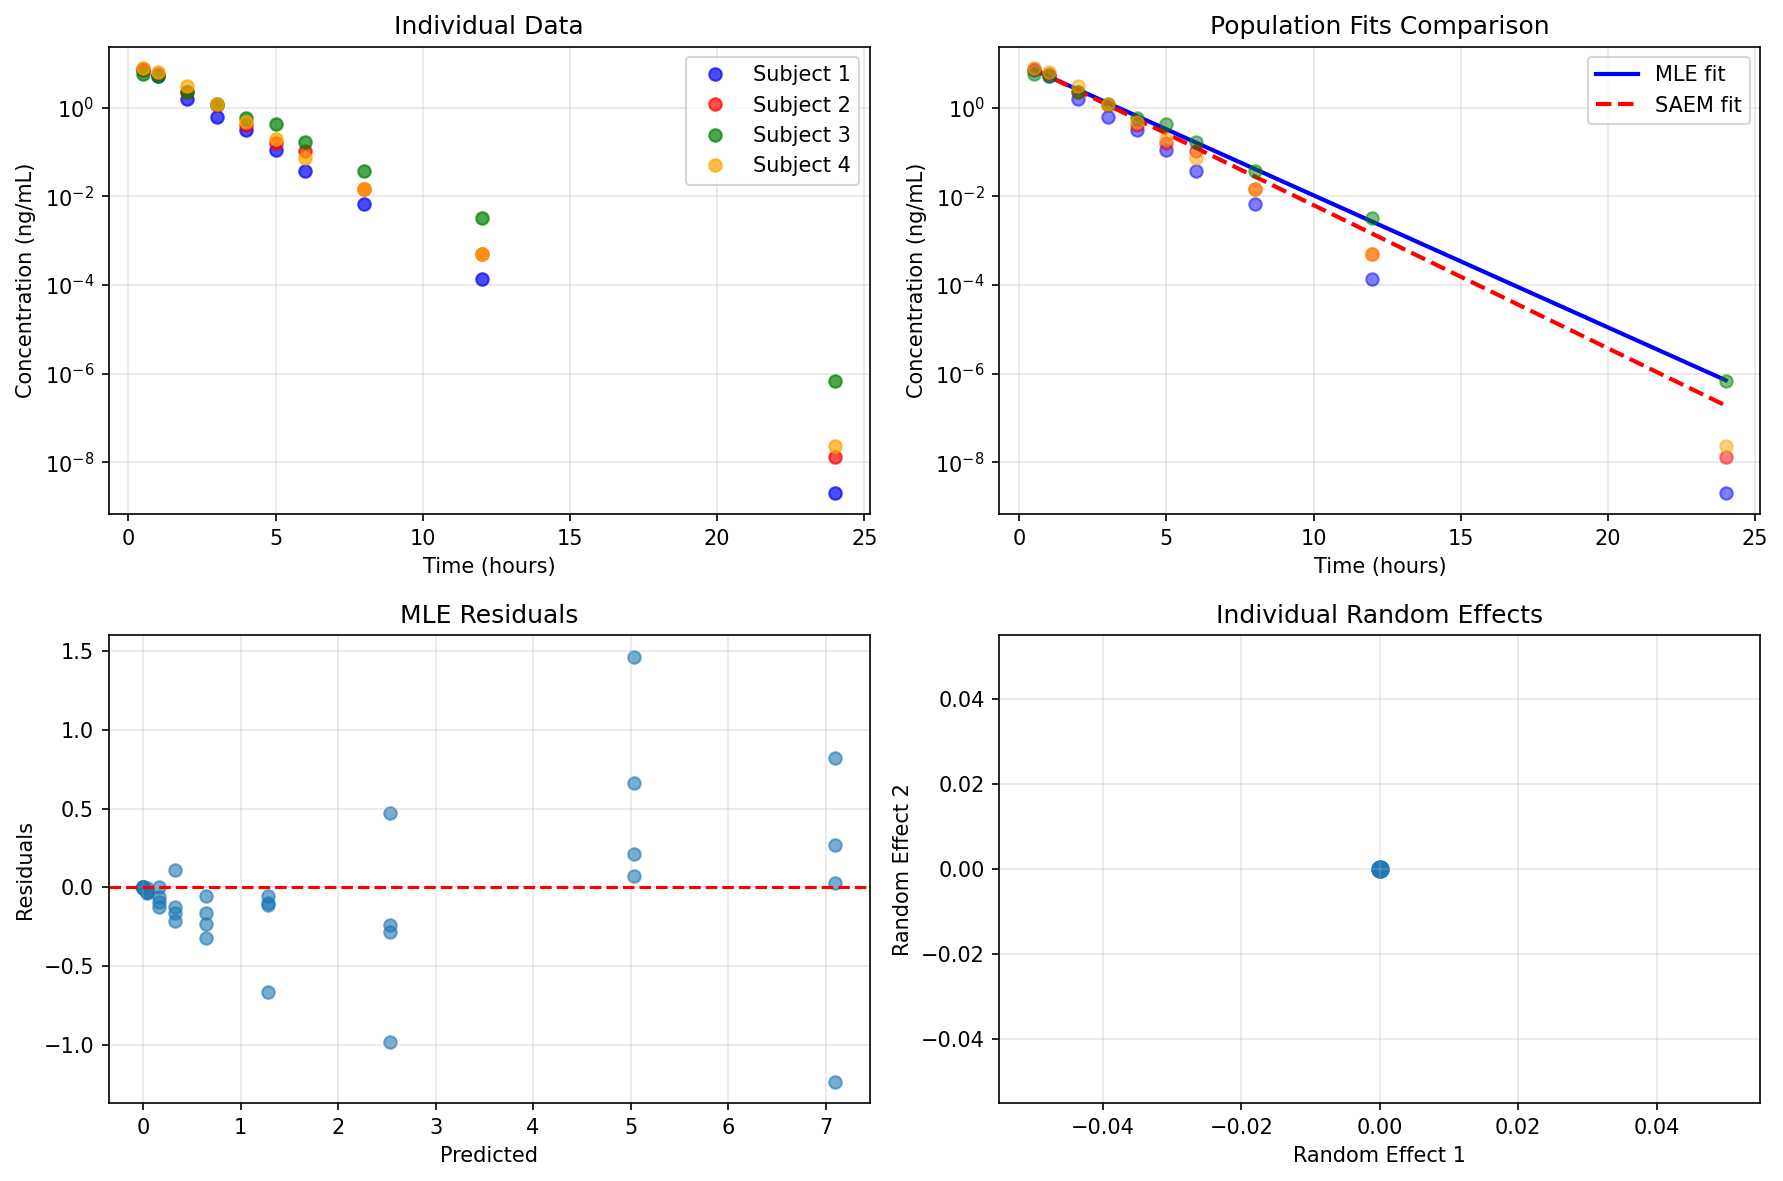 Individual Data
Concentration (ng/mL)
10⁰
10⁻²
10⁻⁴
10⁻⁶
10⁻⁸
Subject 1
Subject 2
Subject 3
Subject 4
0 5 10 15 20 25
Time (hours)
Population Fits Comparison
Concentration (ng/mL)
10⁰
10⁻²
10⁻⁴
10⁻⁶
10⁻⁸
MLE fit
SAEM fit
0 5 10 15 20 25
Time (hours)
MLE Residuals
Residuals
1.5
1.0
0.5
0.0
−0.5
−1.0
0 1 2 3 4 5 6 7
Predicted
Individual Random Effects
Random Effect 2
0.04
0.02
0.00
−0.02
−0.04
−0.04 −0.02 0.00 0.02 0.04
Random Effect 1